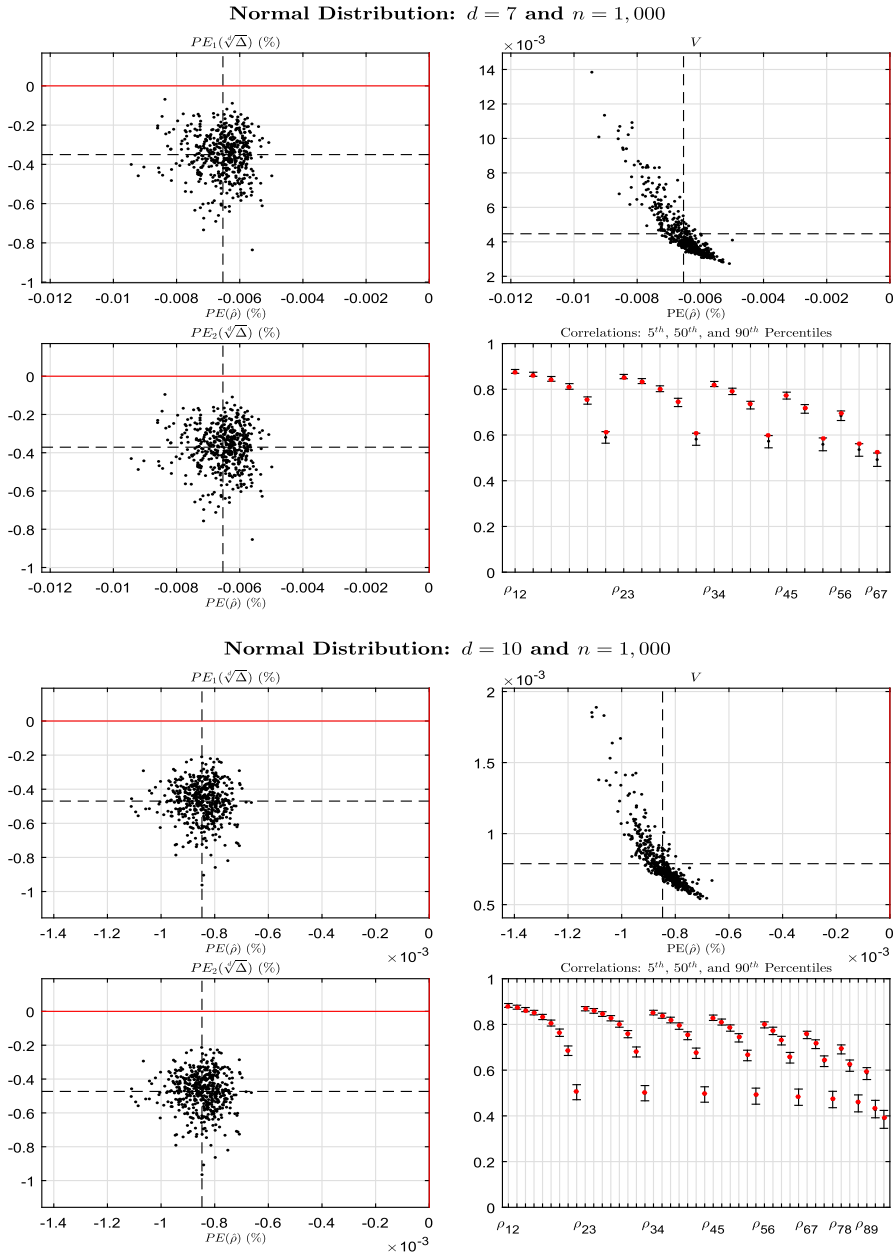 Normal Distribution: d = 7 and n = 1,000
PE₁(ᵈ√Δ) (%)
0
-0.2
-0.4
-0.6
-0.8
-1
-0.012 -0.01 -0.008 -0.006 -0.004 -0.002 0
PE(ρ̂) (%)
V
×10⁻³
14
12
10
8
6
4
2
-0.012 -0.01 -0.008 -0.006 -0.004 -0.002 0
PE(ρ̂) (%)
PE₂(ᵈ√Δ) (%)
0
-0.2
-0.4
-0.6
-0.8
-1
-0.012 -0.01 -0.008 -0.006 -0.004 -0.002 0
PE(ρ̂) (%)
Correlations: 5ᵗʰ, 50ᵗʰ, and 90ᵗʰ Percentiles
1
0.8
0.6
0.4
0.2
0
ρ₁₂ ρ₂₃ ρ₃₄ ρ₄₅ ρ₅₆ ρ₆₇
Normal Distribution: d = 10 and n = 1,000
PE₁(ᵈ√Δ) (%)
0
-0.2
-0.4
-0.6
-0.8
-1
-1.4 -1.2 -1 -0.8 -0.6 -0.4 -0.2 0
PE(ρ̂) (%)
×10⁻³
V
×10⁻³
2
1.5
1
0.5
-1.4 -1.2 -1 -0.8 -0.6 -0.4 -0.2 0
PE(ρ̂) (%)
×10⁻³
PE₂(ᵈ√Δ) (%)
0
-0.2
-0.4
-0.6
-0.8
-1
-1.4 -1.2 -1 -0.8 -0.6 -0.4 -0.2 0
PE(ρ̂) (%)
×10⁻³
Correlations: 5ᵗʰ, 50ᵗʰ, and 90ᵗʰ Percentiles
1
0.8
0.6
0.4
0.2
0
ρ₁₂ ρ₂₃ ρ₃₄ ρ₄₅ ρ₅₆ ρ₆₇ ρ₇₈ ρ₈₉